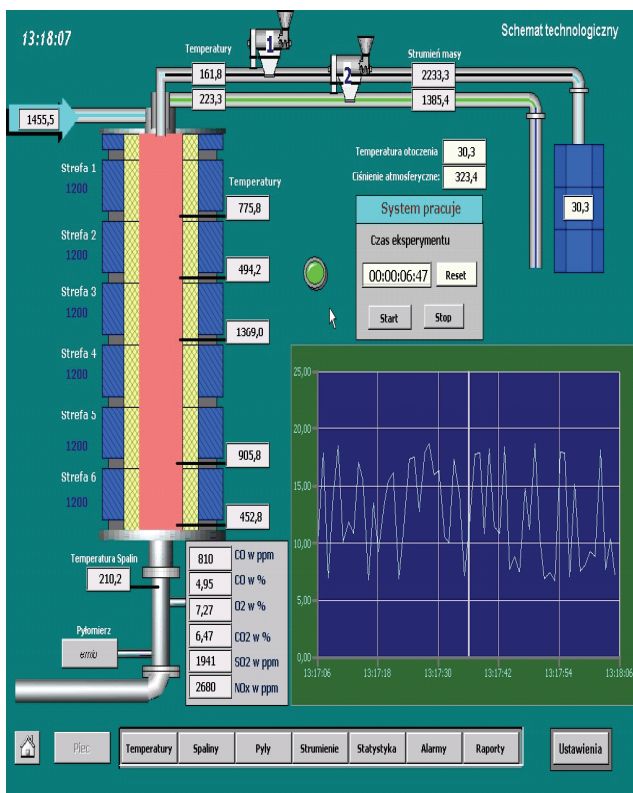 13:18:07
Schemat technologiczny
1
2
Temperatury
161,8
223,3
Strumień masy
2233,3
1385,4
1455,5
Temperatura otoczenia 30,3
Ciśnienie atmosferyczne: 323,4
30,3
System pracuje
Czas eksperymentu
00:00:06:47 Reset
Start Stop
Strefa 1
1200
Strefa 2
1200
Strefa 3
1200
Strefa 4
1200
Strefa 5
1200
Strefa 6
1200
Temperatury
775,8
494,2
1369,0
905,8
452,8
Temperatura Spalin
210,2
Pyłomierz
810 CO w ppm
4,95 CO w %
7,27 O2 w %
6,47 CO2 w %
1941 SO2 w ppm
2680 NOx w ppm
25,00
20,00
15,00
10,00
5,00
0,00
13:17:06 13:17:18 13:17:30 13:17:42 13:17:54 13:18:06
Piec Temperatury Spaliny Pyly Strumienie Statystyka Alarmy Raporty Ustawienia